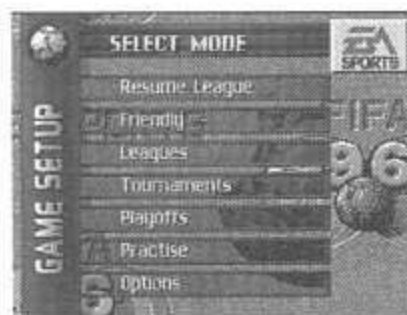 SELECT MODE
EA
SPORTS
GAME SETUP
Resume League
Friendly
Leagues
Tournaments
Playoffs
Practise
Options
FIFA
96